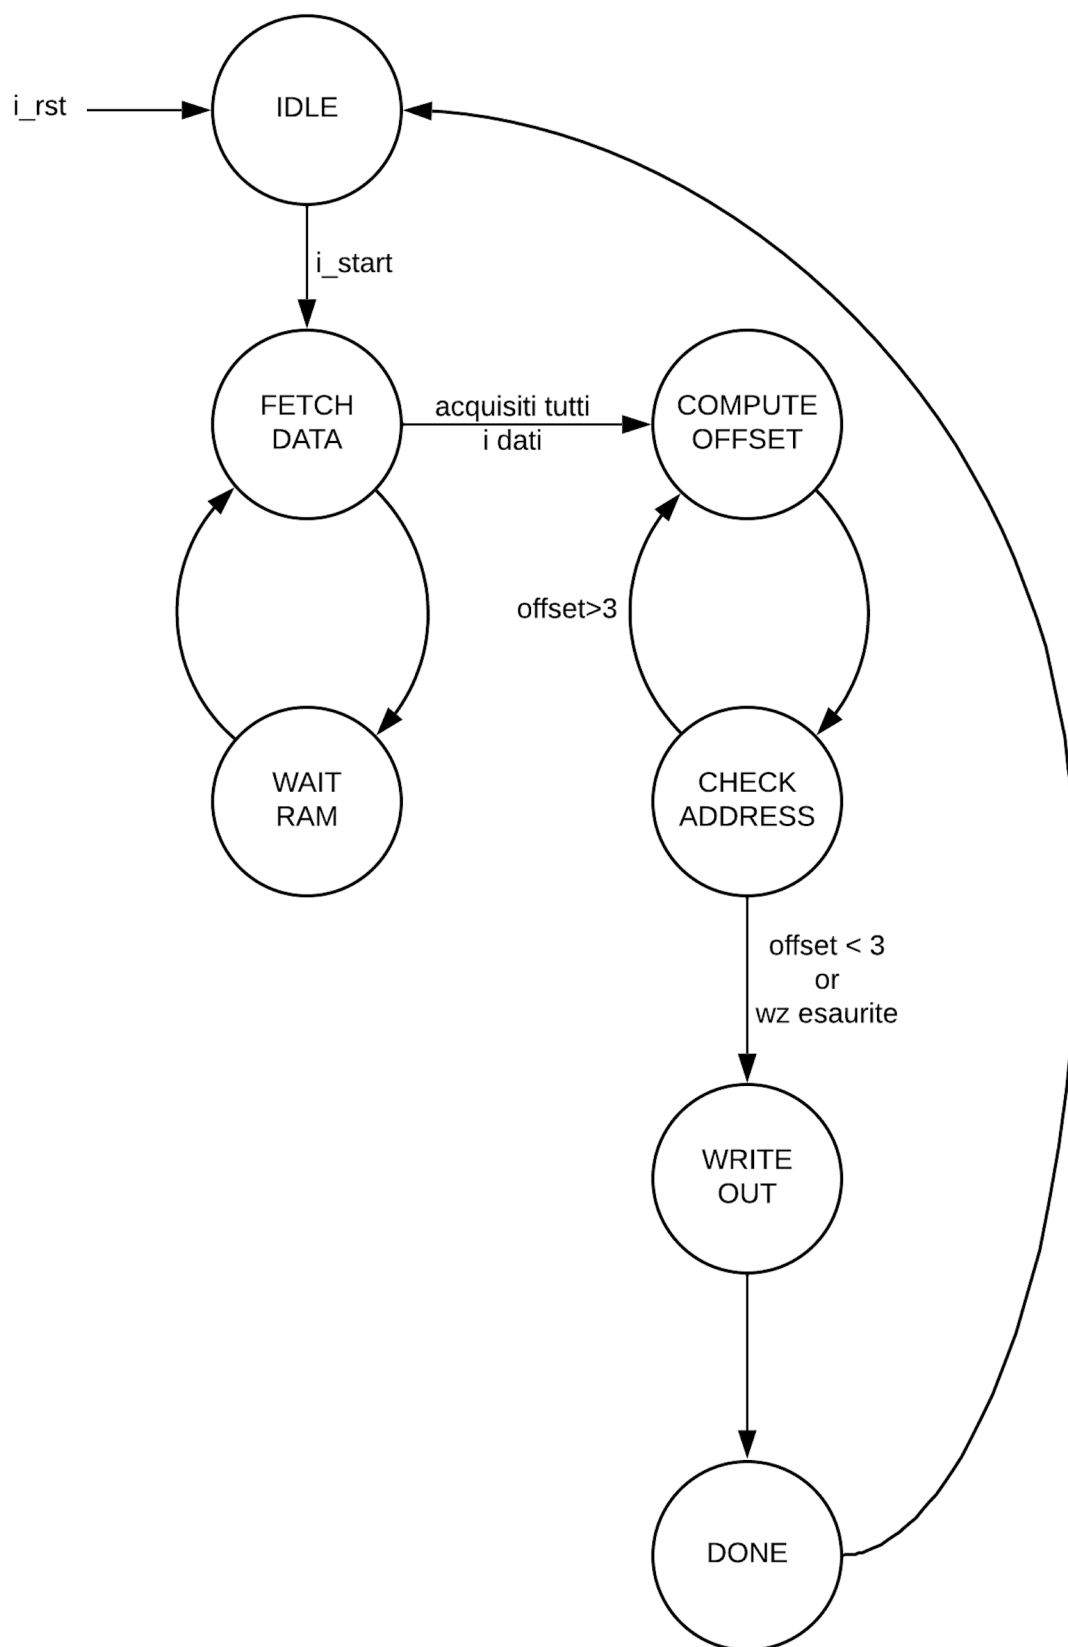 i_rst
IDLE
i_start
FETCH
DATA
acquisiti tutti
i dati
COMPUTE
OFFSET
offset>3
WAIT
RAM
CHECK
ADDRESS
offset < 3
or
wz esaurite
WRITE
OUT
DONE